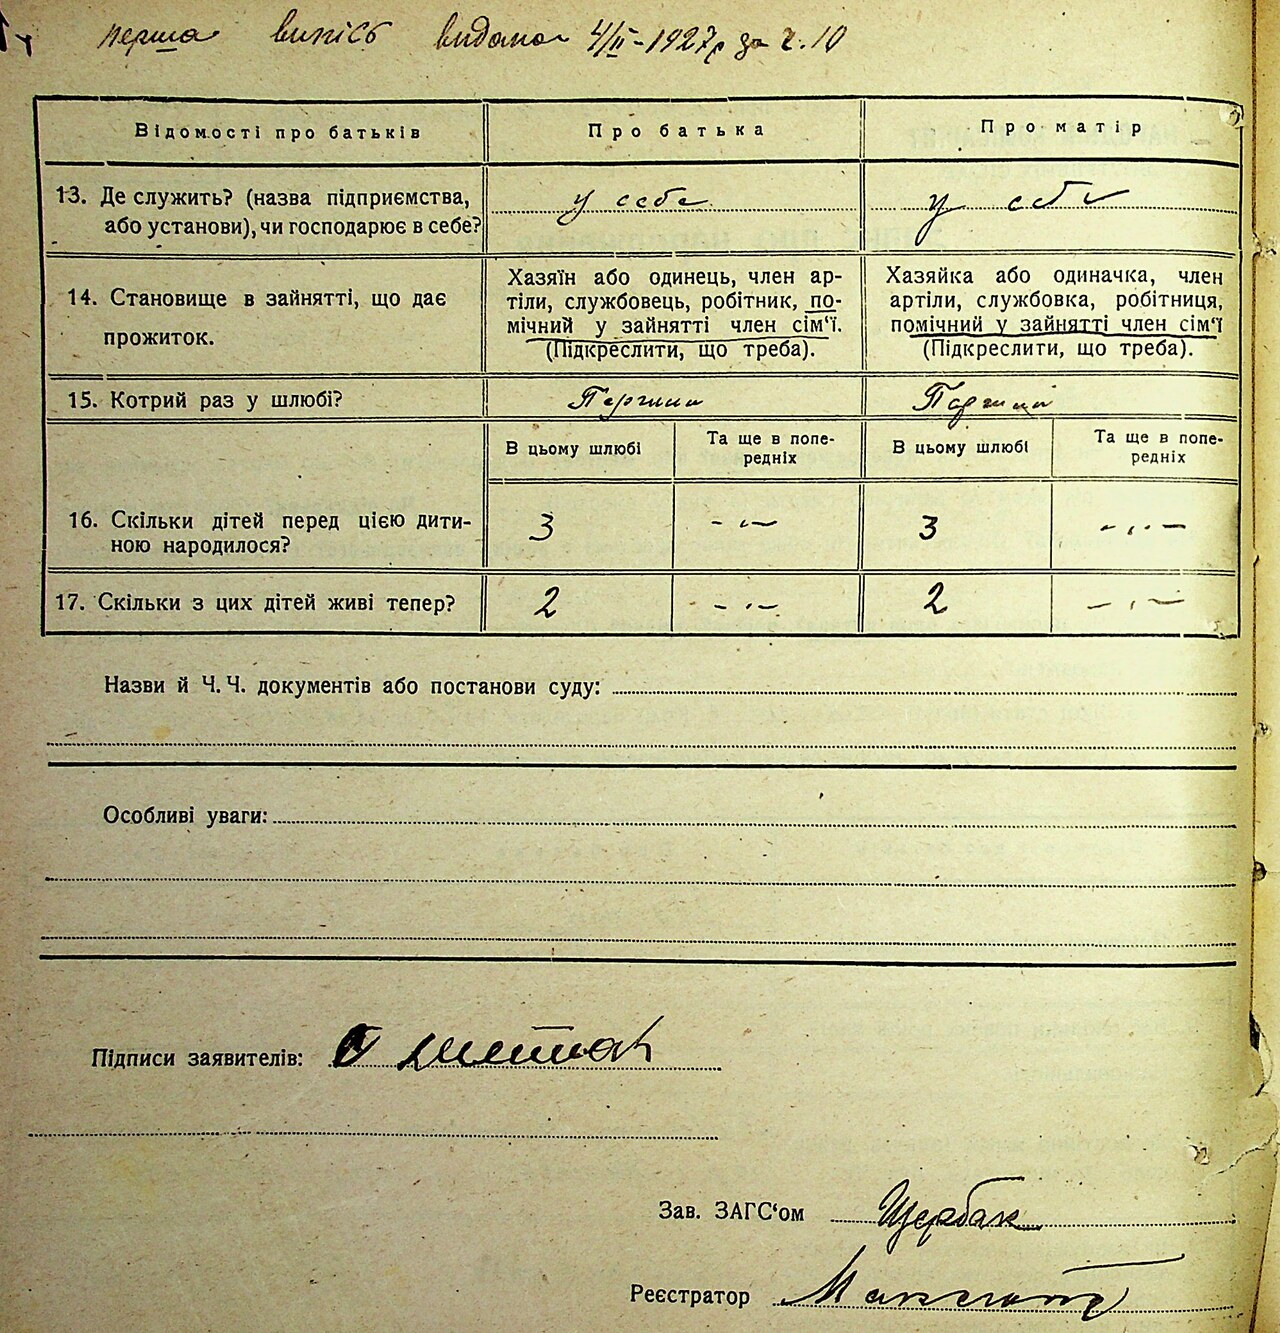 перша випісь видана 4/II-1927р за ч. 10
Відомості про батьків
Про батька
Про матір
13. Де служить? (назва підприємства,
або установи), чи господарює в себе?
у себе
у себе
14. Становище в зайнятті, що дає
прожиток.
Хазяїн або одинець, член ар-
тіли, службовець, робітник, по-
мічний у зайнятті член сім'ї.
(Підкреслити, що треба).
Хазяйка або одиначка, член
артіли, службовка, робітниця,
помічний у зайнятті член сім'ї
(Підкреслити, що треба).
15. Котрий раз у шлюбі?
В цьому шлюбі
Та ще в попе-
редніх
В цьому шлюбі
Та ще в попе-
редніх
16. Скільки дітей перед цією дити-
ною народилося?
3
- " -
3
- " -
17. Скільки з цих дітей живі тепер?
2
- " -
2
- " -
Назви й Ч. Ч. документів або постанови суду:
Особливі уваги:
Підписи заявителів:
Зав. ЗАГС'ом Щербак
Реєстратор